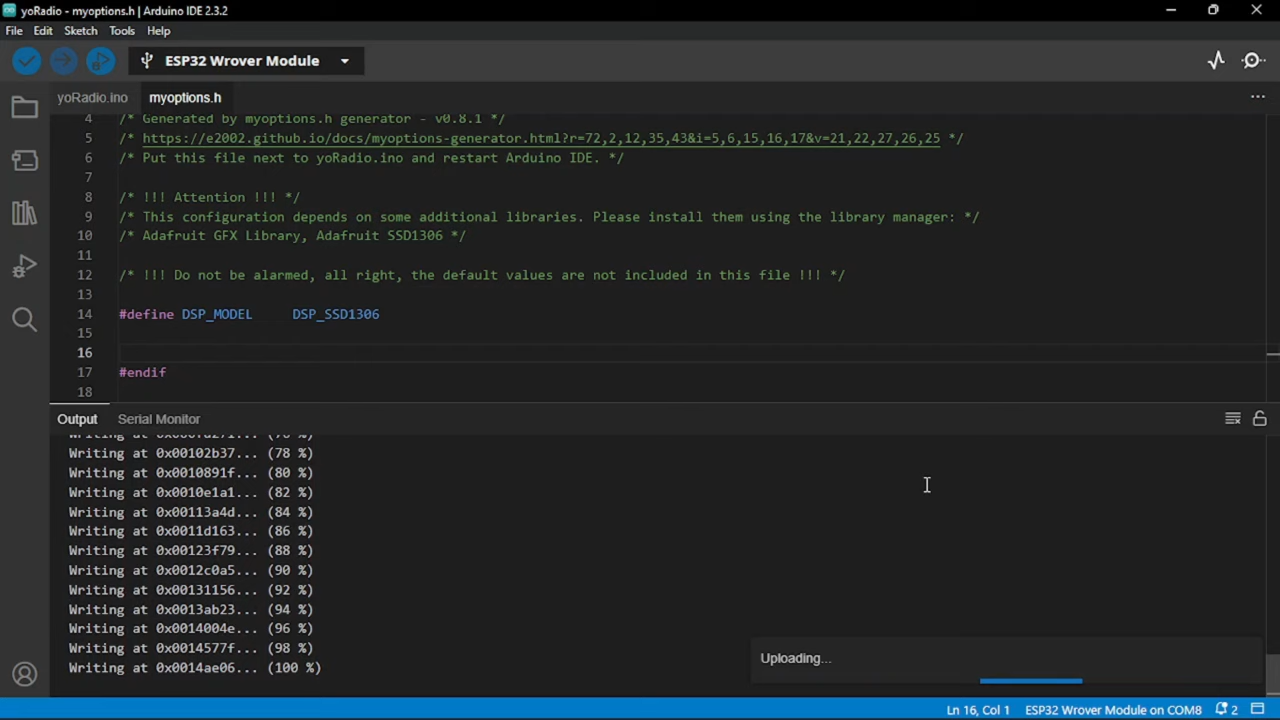 yoRadio - myoptions.h | Arduino IDE 2.3.2
File Edit Sketch Tools Help
ESP32 Wrover Module
yoRadio.ino myoptions.h
4 /* Generated by myoptions.h generator - v0.8.1 */
5 /* https://e2002.github.io/docs/myoptions-generator.html?r=72,2,12,35,43&i=5,6,15,16,17&v=21,22,27,26,25 */
6 /* Put this file next to yoRadio.ino and restart Arduino IDE. */
7
8 /* !!! Attention !!! */
9 /* This configuration depends on some additional libraries. Please install them using the library manager: */
10 /* Adafruit GFX Library, Adafruit SSD1306 */
11
12 /* !!! Do not be alarmed, all right, the default values are not included in this file !!! */
13
14 #define DSP_MODEL DSP_SSD1306
15
16
17 #endif
18
Output Serial Monitor
Writing at
Writing at 0x00102b37... (78 %)
Writing at 0x0010891f... (80 %)
Writing at 0x0010e1a1... (82 %)
Writing at 0x00113a4d... (84 %)
Writing at 0x0011d163... (86 %)
Writing at 0x00123f79... (88 %)
Writing at 0x0012c0a5... (90 %)
Writing at 0x00131156... (92 %)
Writing at 0x0013ab23... (94 %)
Writing at 0x0014004e... (96 %)
Writing at 0x0014577f... (98 %)
Writing at 0x0014ae06... (100 %)
Uploading...
Ln 16, Col 1 ESP32 Wrover Module on COM8 2